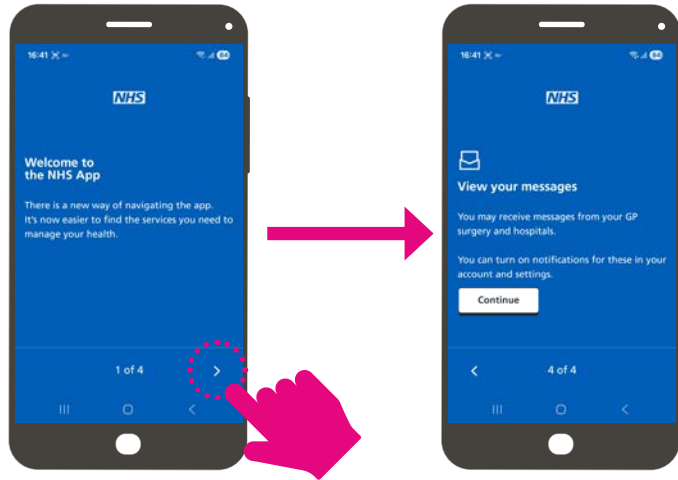 16:41
84
NHS
Welcome to
the NHS App
There is a new way of navigating the app.
It's now easier to find the services you need to
manage your health.
1 of 4
16:41
84
NHS
View your messages
You may receive messages from your GP
surgery and hospitals.
You can turn on notifications for these in your
account and settings.
Continue
4 of 4